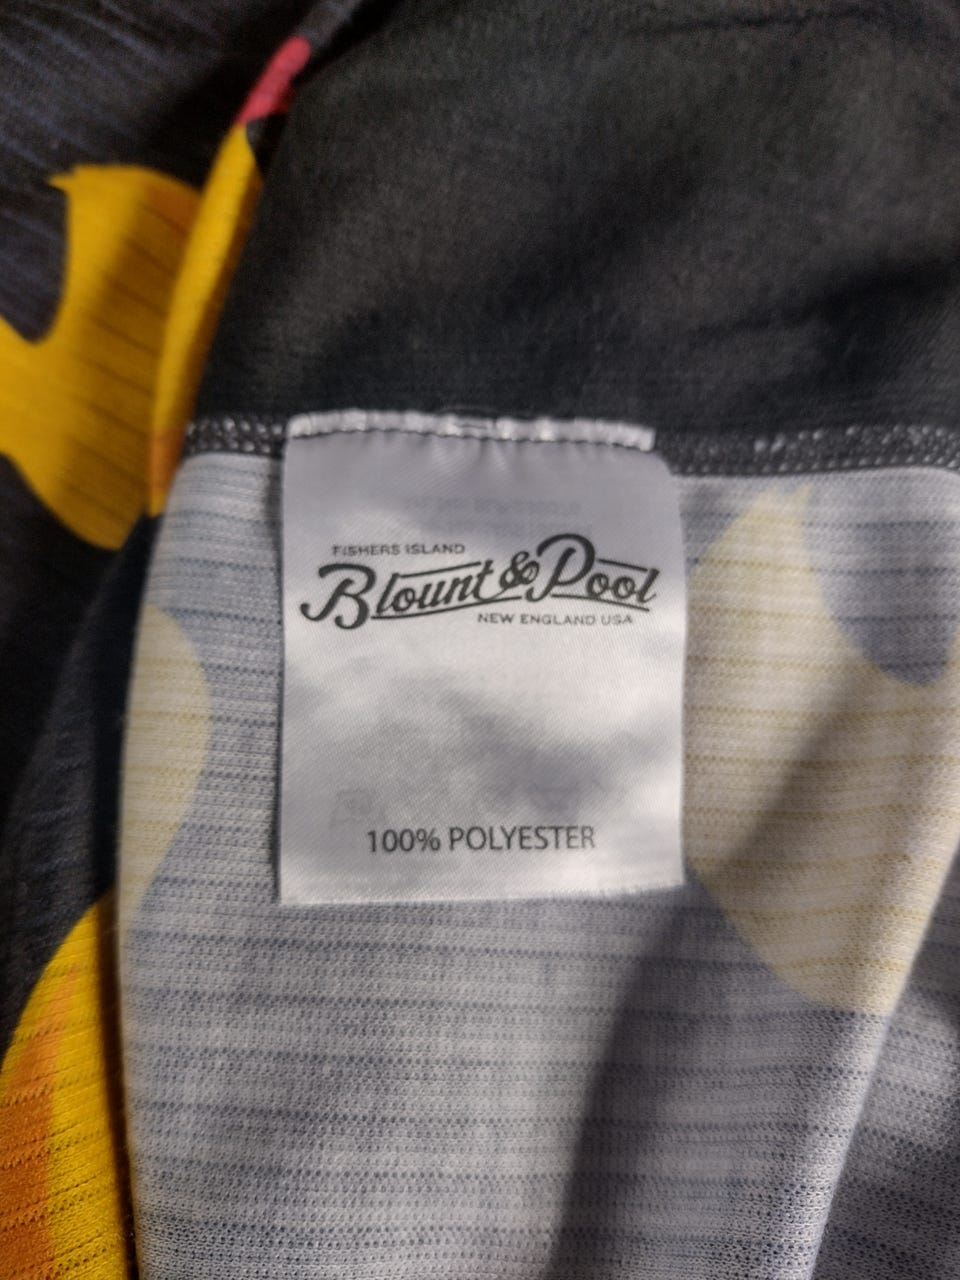 FISHERS ISLAND
Blount & Pool
NEW ENGLAND USA
100% POLYESTER